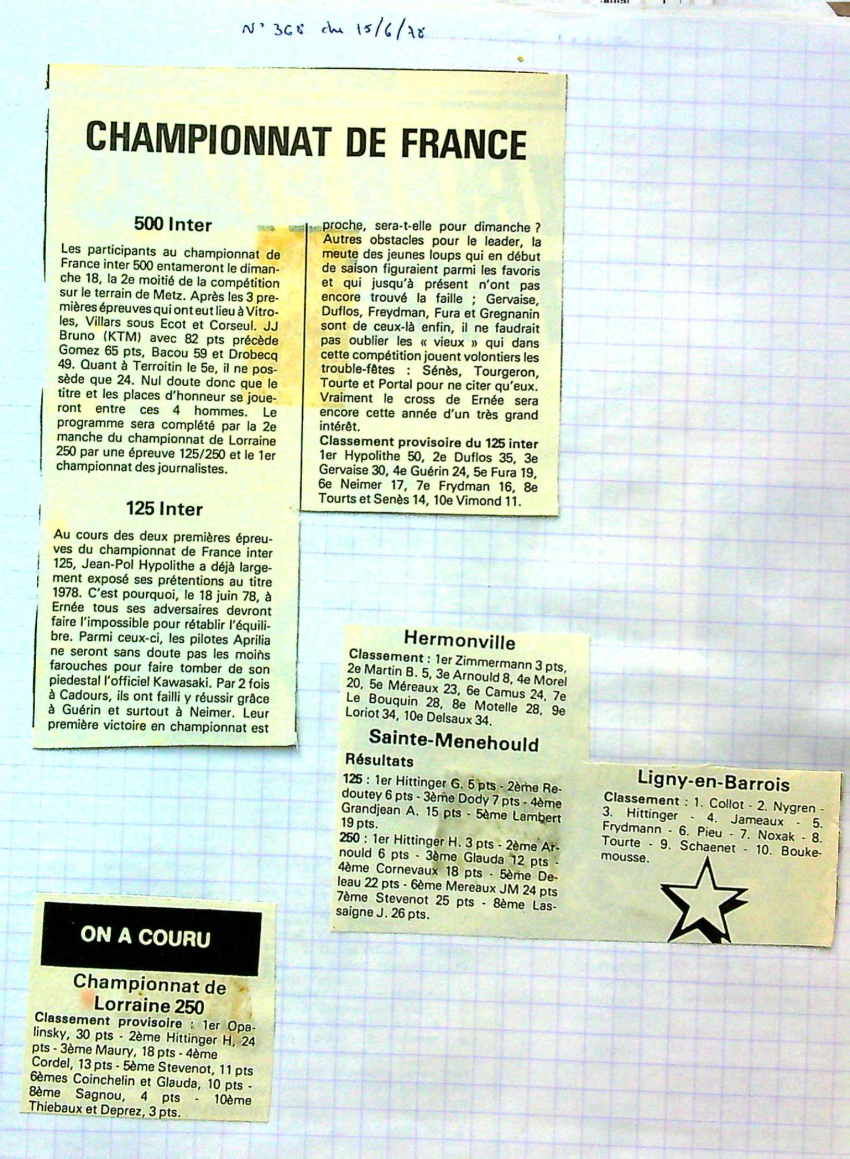 N° 368 du 15/6/78
CHAMPIONNAT DE FRANCE
500 Inter
Les participants au championnat de
France inter 500 entameront le diman-
che 18, la 2e moitié de la compétition
sur le terrain de Metz. Après les 3 pre-
mières épreuves qui ont eut lieu à Vitro-
les, Villars sous Ecot et Corseul. JJ
Bruno (KTM) avec 82 pts précède
Gomez 65 pts, Bacou 59 et Drobecq
49. Quant à Terroitin le 5e, il ne pos-
sède que 24. Nul doute donc que le
titre et les places d'honneur se joue-
ront entre ces 4 hommes. Le
programme sera complété par la 2e
manche du championnat de Lorraine
250 par une épreuve 125/250 et le 1er
championnat des journalistes.
125 Inter
Au cours des deux premières épreu-
ves du championnat de France inter
125, Jean-Pol Hypolithe a déjà large-
ment exposé ses prétentions au titre
1978. C'est pourquoi, le 18 juin 78, à
Ernée tous ses adversaires devront
faire l'impossible pour rétablir l'équili-
bre. Parmi ceux-ci, les pilotes Aprilia
ne seront sans doute pas les moins
farouches pour faire tomber de son
piedestal l'officiel Kawasaki. Par 2 fois
à Cadours, ils ont failli y réussir grâce
à Guérin et surtout à Neimer. Leur
première victoire en championnat est
proche, sera-t-elle pour dimanche ?
Autres obstacles pour le leader, la
meute des jeunes loups qui en début
de saison figuraient parmi les favoris
et qui jusqu'à présent n'ont pas
encore trouvé la faille ; Gervaise,
Duflos, Freydman, Fura et Gregnanin
sont de ceux-là enfin, il ne faudrait
pas oublier les « vieux » qui dans
cette compétition jouent volontiers les
trouble-fêtes : Sénès, Tourgeron,
Tourte et Portal pour ne citer qu'eux.
Vraiment le cross de Ernée sera
encore cette année d'un très grand
intérêt.
Classement provisoire du 125 inter
1er Hypolithe 50, 2e Duflos 35, 3e
Gervaise 30, 4e Guérin 24, 5e Fura 19,
6e Neimer 17, 7e Frydman 16, 8e
Tourts et Senès 14, 10e Vimond 11.
Hermonville
Classement : 1er Zimmermann 3 pts,
2e Martin B. 5, 3e Arnould 8, 4e Morel
20, 5e Méreaux 23, 6e Camus 24, 7e
Le Bouquin 28, 8e Motelle 28, 9e
Loriot 34, 10e Delsaux 34.
Sainte-Menehould
Résultats
125 : 1er Hittinger G. 5 pts - 2ème Re-
doutey 6 pts - 3ème Dody 7 pts - 4ème
Grandjean A. 15 pts - 5ème Lambert
19 pts.
250 : 1er Hittinger H. 3 pts - 2ème Ar-
nould 6 pts - 3ème Glauda 12 pts -
4ème Cornevaux 18 pts - 5ème De-
leau 22 pts - 6ème Mereaux JM 24 pts
7ème Stevenot 25 pts - 8ème Las-
saigne J. 26 pts.
Ligny-en-Barrois
Classement : 1. Collot - 2. Nygren -
3. Hittinger - 4. Jameaux - 5.
Frydmann - 6. Pieu - 7. Noxak - 8.
Tourte - 9. Schaenet - 10. Bouke-
mousse.
ON A COURU
Championnat de
Lorraine 250
Classement provisoire : 1er Opa-
linsky, 30 pts - 2ème Hittinger H, 24
pts - 3ème Maury, 18 pts - 4ème
Cordel, 13 pts - 5ème Stevenot, 11 pts
6èmes Coinchelin et Glauda, 10 pts -
8ème Sagnou, 4 pts - 10ème
Thiebaux et Deprez, 3 pts.